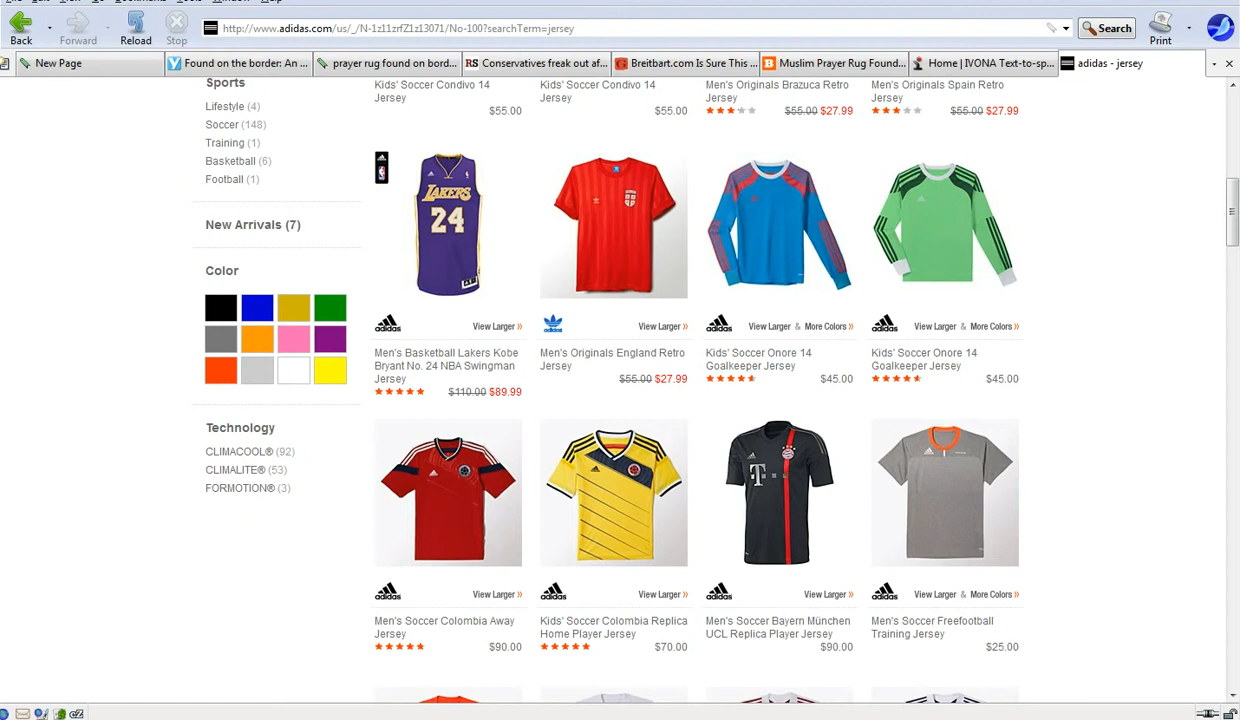 Back
Forward
Reload
Stop
http://www.adidas.com/us/_/N-1z11zrfZ1z13071/No-100?searchTerm=jersey
Search
Print
New Page
Found on the border: An ...
prayer rug found on bord...
RS Conservatives freak out af...
Breitbart.com Is Sure This ...
Muslim Prayer Rug Found...
Home | IVONA Text-to-sp...
adidas - jersey
Sports
Lifestyle (4)
Soccer (148)
Training (1)
Basketball (6)
Football (1)
New Arrivals (7)
Color
Technology
CLIMACOOL® (92)
CLIMALITE® (53)
FORMOTION® (3)
Kids' Soccer Condivo 14
Jersey
$55.00
Kids' Soccer Condivo 14
Jersey
$55.00
Men's Originals Brazuca Retro
Jersey
$55.00 $27.99
Men's Originals Spain Retro
Jersey
$55.00 $27.99
LAKERS
24
adidas
View Larger »
Men's Basketball Lakers Kobe
Bryant No. 24 NBA Swingman
Jersey
$110.00 $89.99
adidas
View Larger »
Men's Originals England Retro
Jersey
$55.00 $27.99
adidas
View Larger & More Colors »
Kids' Soccer Onore 14
Goalkeeper Jersey
$45.00
adidas
View Larger & More Colors »
Kids' Soccer Onore 14
Goalkeeper Jersey
$45.00
adidas
View Larger »
Men's Soccer Colombia Away
Jersey
$90.00
adidas
View Larger »
Kids' Soccer Colombia Replica
Home Player Jersey
$70.00
T
adidas
View Larger »
Men's Soccer Bayern München
UCL Replica Player Jersey
$90.00
adidas
View Larger & More Colors »
Men's Soccer Freefootball
Training Jersey
$25.00